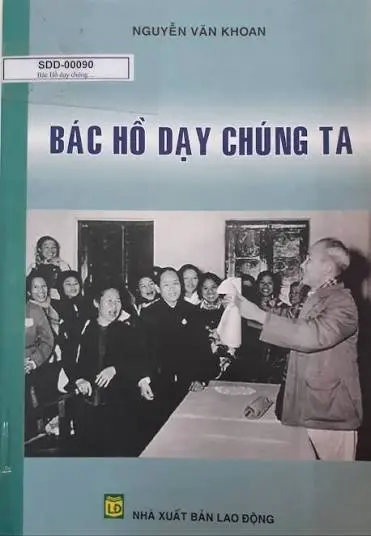 NGUYỄN VĂN KHOAN
SDD-00090
Bác Hồ dạy chúng ...
BÁC HỒ DẠY CHÚNG TA
LĐ
NHÀ XUẤT BẢN LAO ĐỘNG